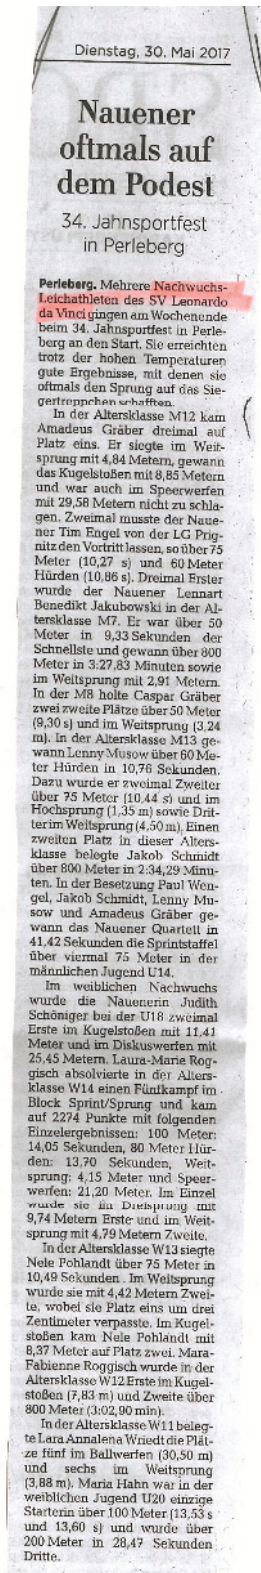 Dienstag, 30. Mai 2017
Nauener
oftmals auf
dem Podest
34. Jahnsportfest
in Perleberg
Perleberg. Mehrere Nachwuchs-
Leichathleten des SV Leonardo
da Vinci gingen am Wochenende
beim 34. Jahnsportfest in Perle-
berg an den Start. Sie erreichten
trotz der hohen Temperaturen
gute Ergebnisse, mit denen sie
oftmals den Sprung auf das Sie-
gertreppchen schafften.
In der Altersklasse M12 kam
Amadeus Gräber dreimal auf
Platz eins. Er siegte im Weit-
sprung mit 4,84 Metern, gewann
das Kugelstoßen mit 8,85 Metern
und war auch im Speerwerfen
mit 29,58 Metern nicht zu schla-
gen. Zweimal musste der Naue-
ner Tim Engel von der LG Prig-
nitz den Vortritt lassen, so über 75
Meter (10,27 s) und 60 Meter
Hürden (10,86 s). Dreimal Erster
wurde der Nauener Lennart
Benedikt Jakubowski in der Al-
tersklasse M7. Er war über 50
Meter in 9,33 Sekunden der
Schnellste und gewann über 800
Meter in 3:27,83 Minuten sowie
im Weitsprung mit 2,91 Metern.
In der M8 holte Caspar Gräber
zwei zweite Plätze über 50 Meter
(9,30 s) und im Weitsprung (3,24
m). In der Altersklasse M13 ge-
wann Lenny Musow über 60 Me-
ter Hürden in 10,76 Sekunden.
Dazu wurde er zweimal Zweiter
über 75 Meter (10,44 s) und im
Hochsprung (1,35 m) sowie Drit-
ter im Weitsprung (4,50 m). Einen
zweiten Platz in dieser Alters-
klasse belegte Jakob Schmidt
über 800 Meter in 2:34,29 Minu-
ten. In der Besetzung Paul Wen-
gel, Jakob Schmidt, Lenny Mu-
sow und Amadeus Gräber ge-
wann das Nauener Quartett in
41,42 Sekunden die Sprintstaffel
über viermal 75 Meter in der
männlichen Jugend U14.
Im weiblichen Nachwuchs
wurde die Nauenerin Judith
Schöniger bei der U18 zweimal
Erste im Kugelstoßen mit 11,41
Meter und im Diskuswerfen mit
25,45 Metern. Laura-Marie Rog-
gisch absolvierte in der Alters-
klasse W14 einen Fünfkampf im
Block Sprint/Sprung und kam
auf 2274 Punkte mit folgenden
Einzelergebnissen: 100 Meter:
14,05 Sekunden, 80 Meter Hür-
den: 13,70 Sekunden, Weit-
sprung: 4,15 Meter und Speer-
werfen: 21,20 Meter. Im Einzel
wurde sie im Dreisprung mit
9,74 Metern Erste und im Weit-
sprung mit 4,79 Metern Zweite.
In der Altersklasse W13 siegte
Nele Pohlandt über 75 Meter in
10,49 Sekunden . Im Weitsprung
wurde sie mit 4,42 Metern Zwei-
te, wobei sie Platz eins um drei
Zentimeter verpasste. Im Kugel-
stoßen kam Nele Pohlandt mit
8,37 Meter auf Platz zwei. Mara-
Fabienne Roggisch wurde in der
Altersklasse W12 Erste im Kugel-
stoßen (7,83 m) und Zweite über
800 Meter (3:02,90 min).
In der Altersklasse W11 beleg-
te Lara Annalena Wriedt die Plät-
ze fünf im Ballwerfen (30,50 m)
und sechs im Weitsprung
(3,88 m). Maria Hahn war in der
weiblichen Jugend U20 einzige
Starterin über 100 Meter (13,53 s
und 13,60 s) und wurde über
200 Meter in 28,47 Sekunden
Dritte.